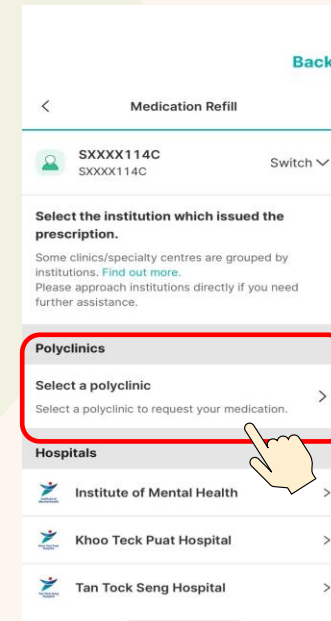 Back
Medication Refill
SXXXX114C
SXXXX114C
Switch
Select the institution which issued the
prescription.
Some clinics/specialty centres are grouped by
institutions. Find out more.
Please approach institutions directly if you need
further assistance.
Polyclinics
Select a polyclinic
Select a polyclinic to request your medication.
Hospitals
Institute of Mental Health
Khoo Teck Puat Hospital
Tan Tock Seng Hospital